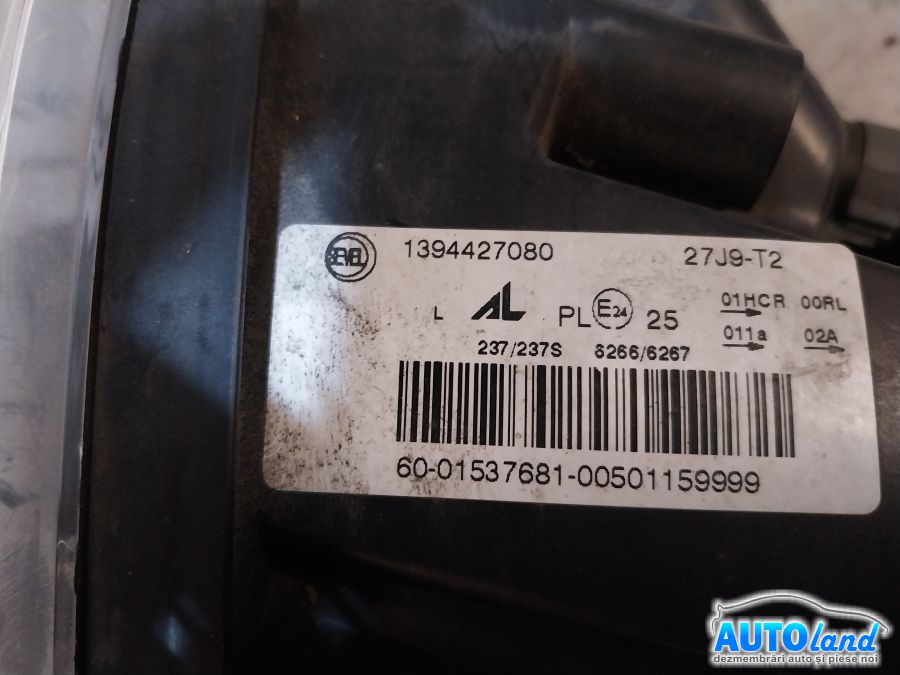 SEVEL 1394427080 27J9-T2
L AL PL E24 25 01HCR 00RL
011a 02A
237/237S 6266/6267
60-01537681-00501159999
AUTOland
dezmembrări auto și piese noi